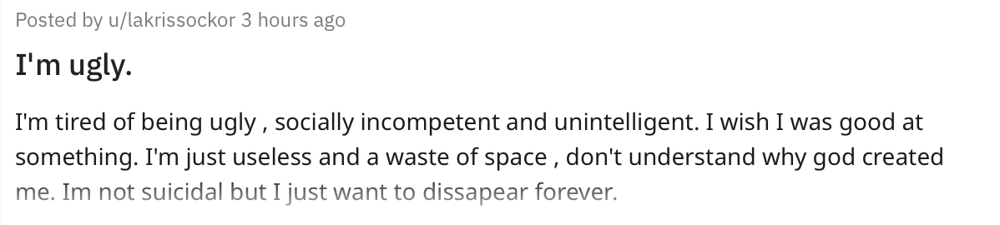 Posted by u/lakrissockor 3 hours ago
I'm ugly.
I'm tired of being ugly , socially incompetent and unintelligent. I wish I was good at
something. I'm just useless and a waste of space , don't understand why god created
me. Im not suicidal but I just want to dissapear forever.